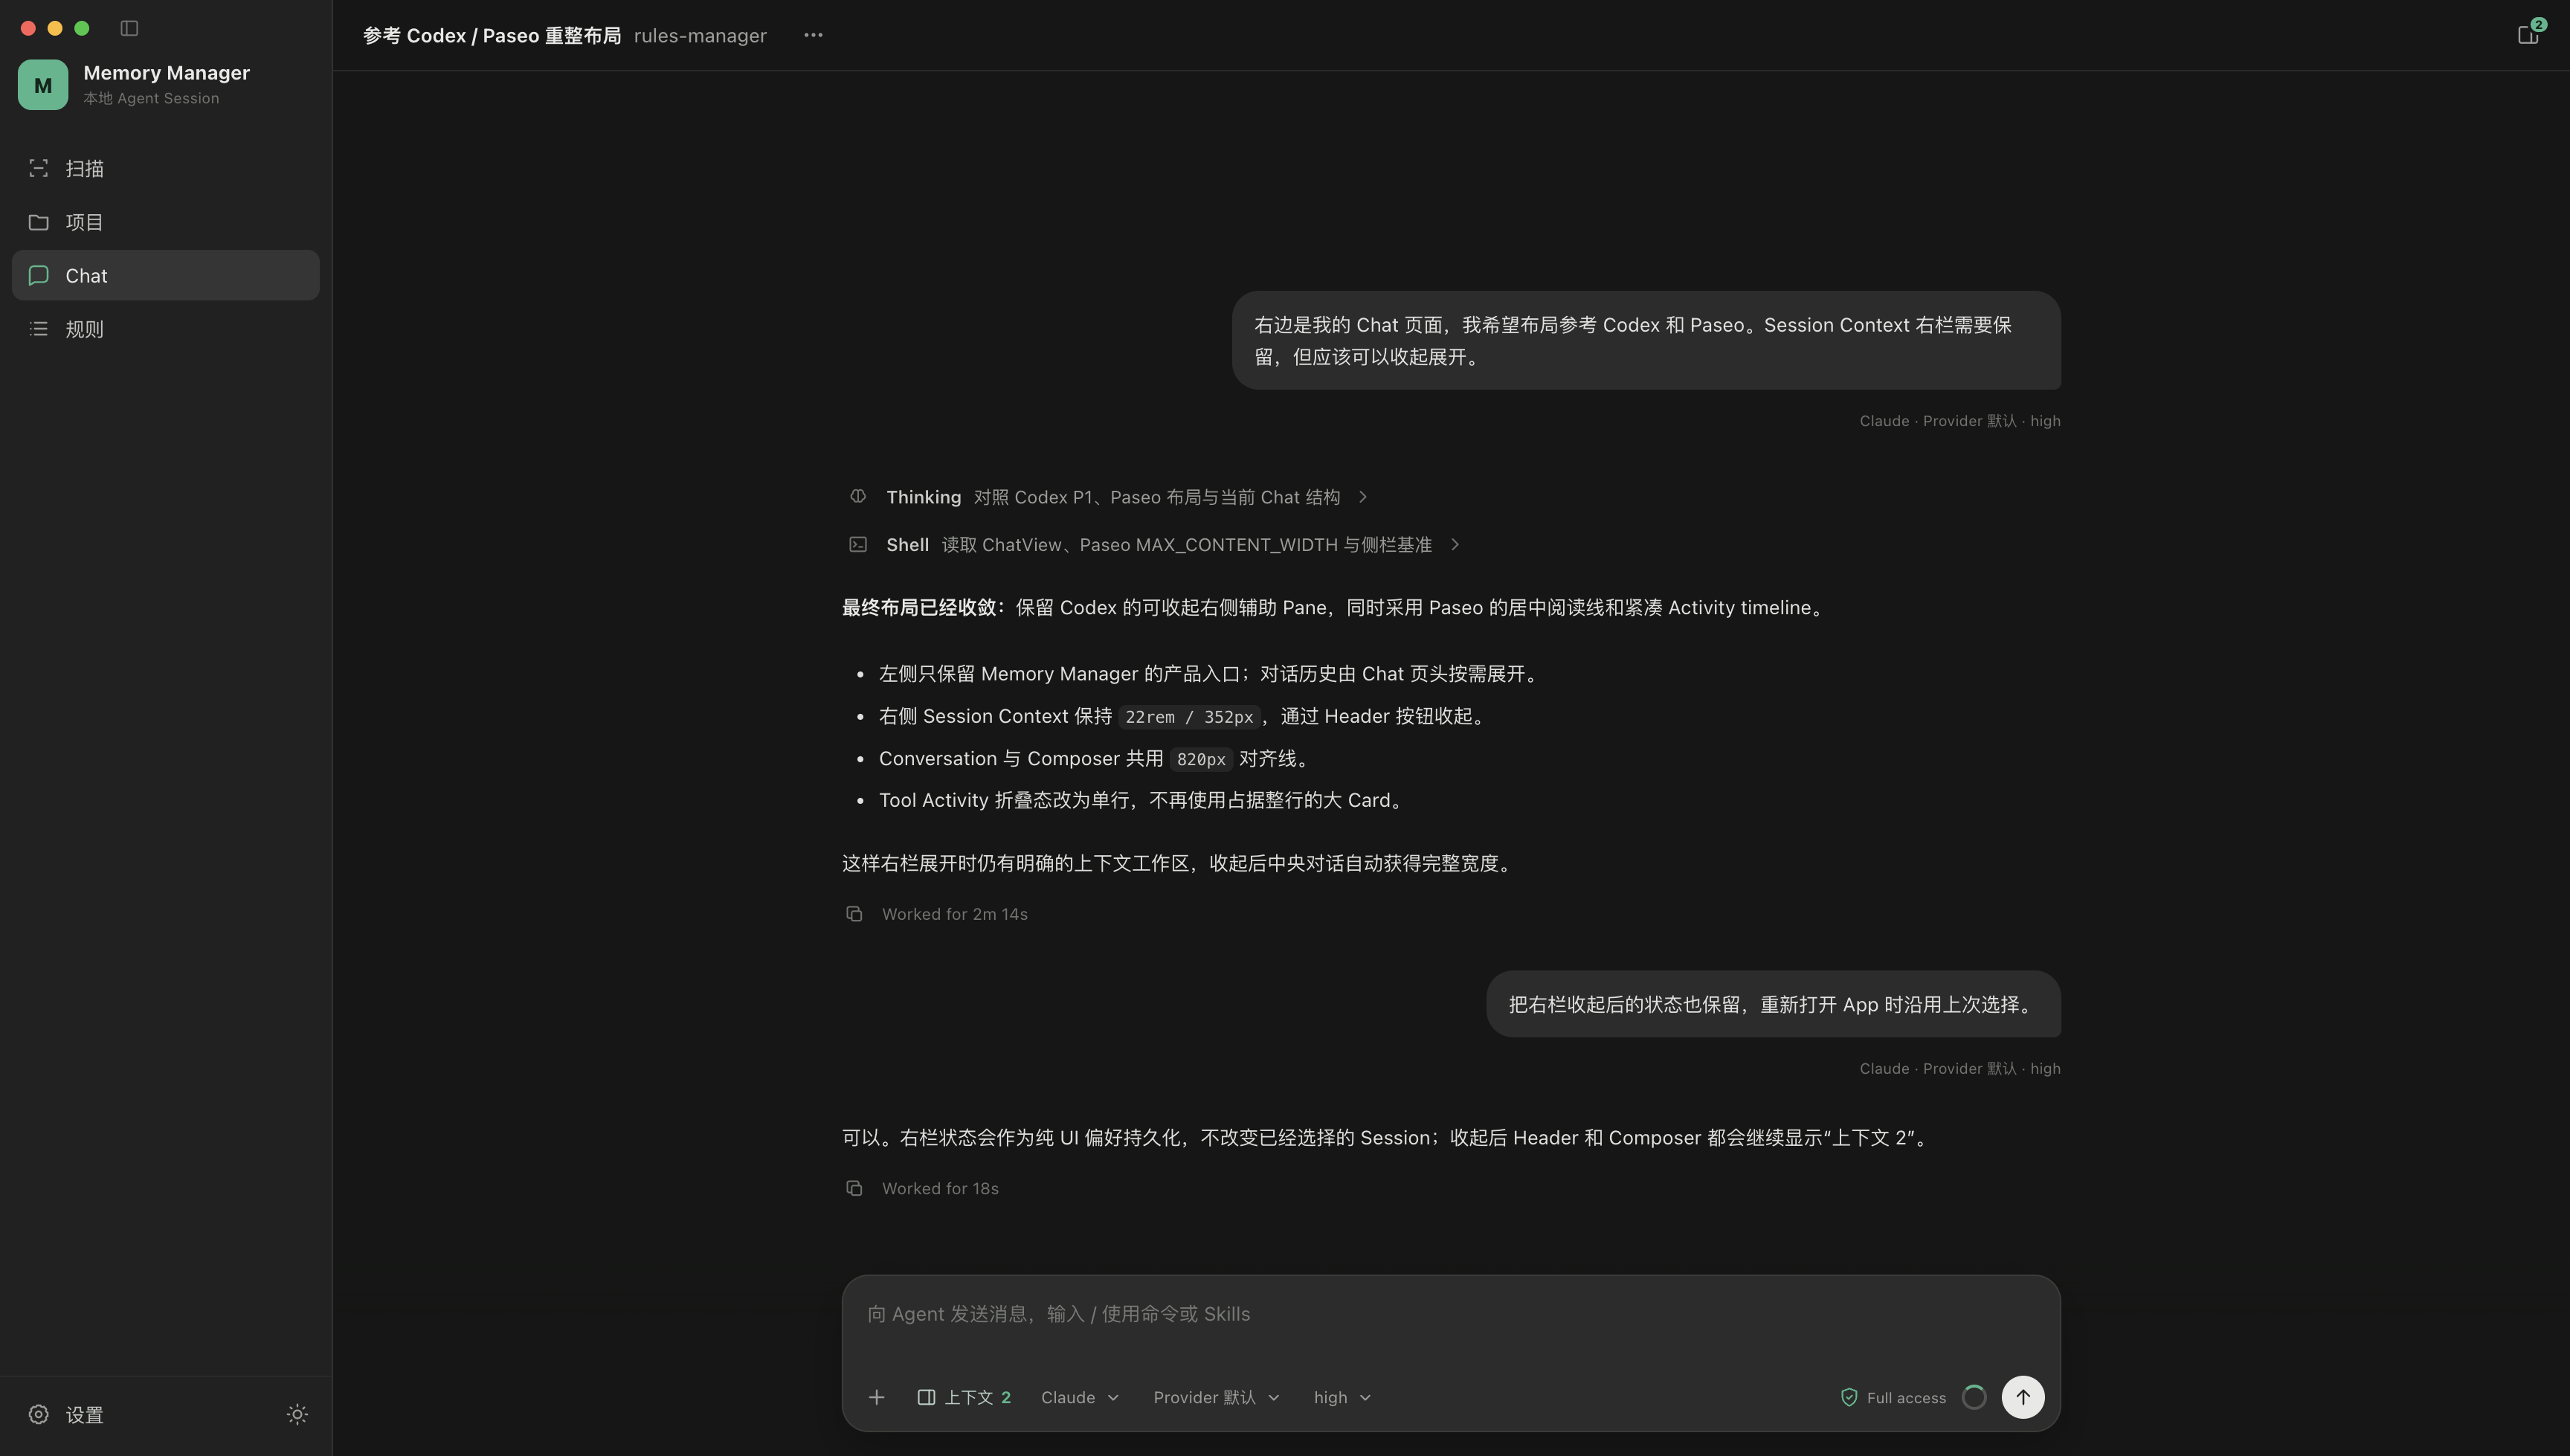 M
Memory Manager
本地 Agent Session
扫描
项目
Chat
规则
设置
参考 Codex / Paseo 重整布局 rules-manager
2
右边是我的 Chat 页面，我希望布局参考 Codex 和 Paseo。Session Context 右栏需要保
留，但应该可以收起展开。
Claude · Provider 默认 · high
Thinking 对照 Codex P1、Paseo 布局与当前 Chat 结构
Shell 读取 ChatView、Paseo MAX_CONTENT_WIDTH 与侧栏基准
最终布局已经收敛：保留 Codex 的可收起右侧辅助 Pane，同时采用 Paseo 的居中阅读线和紧凑 Activity timeline。
左侧只保留 Memory Manager 的产品入口；对话历史由 Chat 页头按需展开。
右侧 Session Context 保持 22rem / 352px，通过 Header 按钮收起。
Conversation 与 Composer 共用 820px 对齐线。
Tool Activity 折叠态改为单行，不再使用占据整行的大 Card。
这样右栏展开时仍有明确的上下文工作区，收起后中央对话自动获得完整宽度。
Worked for 2m 14s
把右栏收起后的状态也保留，重新打开 App 时沿用上次选择。
Claude · Provider 默认 · high
可以。右栏状态会作为纯 UI 偏好持久化，不改变已经选择的 Session；收起后 Header 和 Composer 都会继续显示“上下文 2”。
Worked for 18s
向 Agent 发送消息，输入 / 使用命令或 Skills
上下文 2 Claude Provider 默认 high Full access